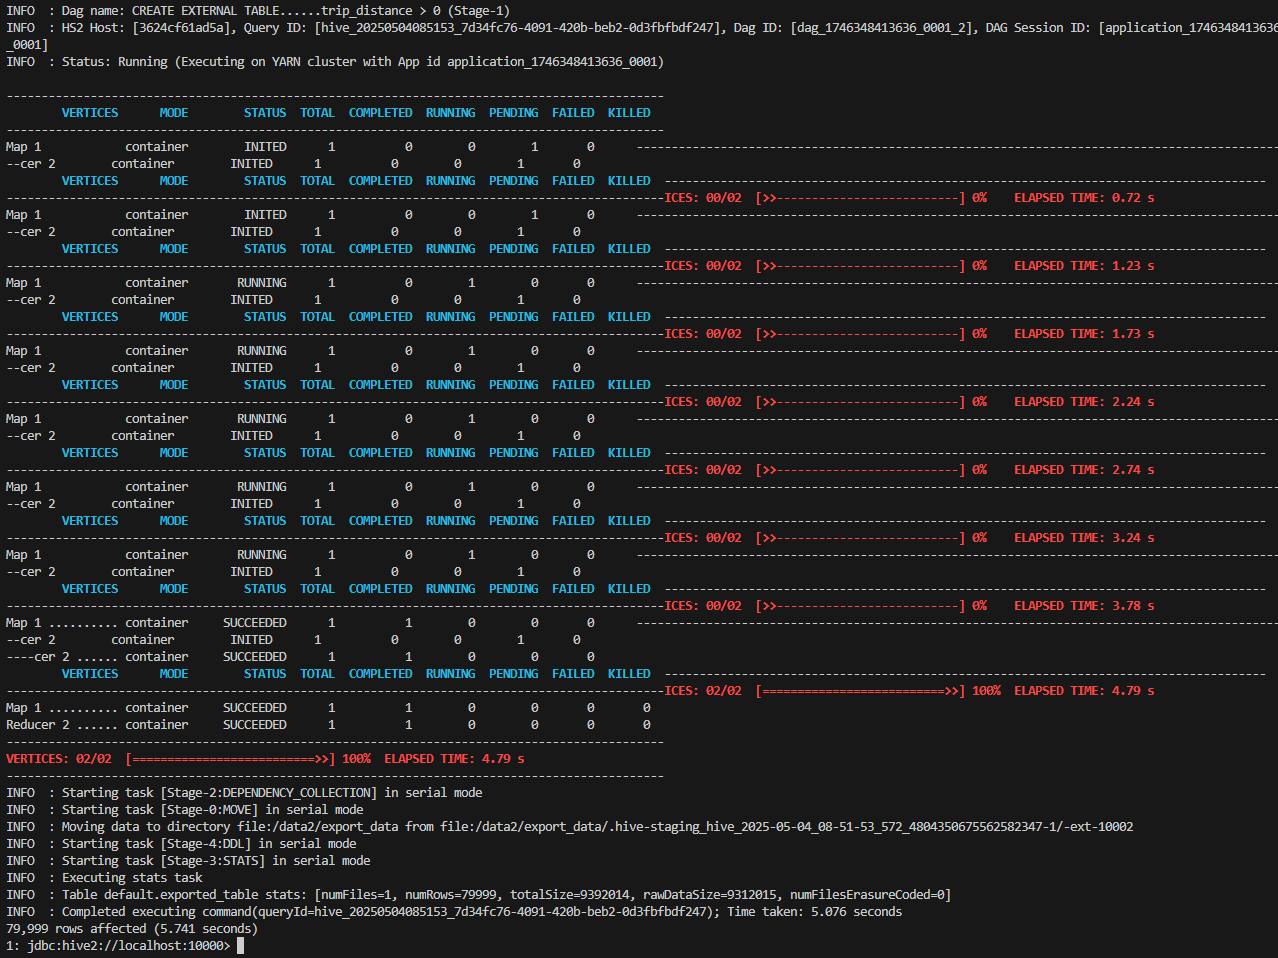 INFO  : Dag name: CREATE EXTERNAL TABLE......trip_distance > 0 (Stage-1)
INFO  : HS2 Host: [3624cf61ad5a], Query ID: [hive_20250504085153_7d34fc76-4091-420b-beb2-0d3fbfbdf247], Dag ID: [dag_1746348413636_0001_2], DAG Session ID: [application_1746348413636
_0001]
INFO  : Status: Running (Executing on YARN cluster with App id application_1746348413636_0001)
----------------------------------------------------------------------------------------------
        VERTICES      MODE        STATUS  TOTAL  COMPLETED  RUNNING  PENDING  FAILED  KILLED
----------------------------------------------------------------------------------------------
Map 1            container        INITED      1          0        0        1       0      --------------------------------------------------------------------------------------------
--cer 2        container        INITED      1          0        0        1       0
        VERTICES      MODE        STATUS  TOTAL  COMPLETED  RUNNING  PENDING  FAILED  KILLED  --------------------------------------------------------------------------------------
----------------------------------------------------------------------------------------------ICES: 00/02  [>>--------------------------] 0%    ELAPSED TIME: 0.72 s
Map 1            container        INITED      1          0        0        1       0      --------------------------------------------------------------------------------------------
--cer 2        container        INITED      1          0        0        1       0
        VERTICES      MODE        STATUS  TOTAL  COMPLETED  RUNNING  PENDING  FAILED  KILLED  --------------------------------------------------------------------------------------
----------------------------------------------------------------------------------------------ICES: 00/02  [>>--------------------------] 0%    ELAPSED TIME: 1.23 s
Map 1            container       RUNNING      1          0        1        0       0      --------------------------------------------------------------------------------------------
--cer 2        container        INITED      1          0        0        1       0
        VERTICES      MODE        STATUS  TOTAL  COMPLETED  RUNNING  PENDING  FAILED  KILLED  --------------------------------------------------------------------------------------
----------------------------------------------------------------------------------------------ICES: 00/02  [>>--------------------------] 0%    ELAPSED TIME: 1.73 s
Map 1            container       RUNNING      1          0        1        0       0      --------------------------------------------------------------------------------------------
--cer 2        container        INITED      1          0        0        1       0
        VERTICES      MODE        STATUS  TOTAL  COMPLETED  RUNNING  PENDING  FAILED  KILLED  --------------------------------------------------------------------------------------
----------------------------------------------------------------------------------------------ICES: 00/02  [>>--------------------------] 0%    ELAPSED TIME: 2.24 s
Map 1            container       RUNNING      1          0        1        0       0      --------------------------------------------------------------------------------------------
--cer 2        container        INITED      1          0        0        1       0
        VERTICES      MODE        STATUS  TOTAL  COMPLETED  RUNNING  PENDING  FAILED  KILLED  --------------------------------------------------------------------------------------
----------------------------------------------------------------------------------------------ICES: 00/02  [>>--------------------------] 0%    ELAPSED TIME: 2.74 s
Map 1            container       RUNNING      1          0        1        0       0      --------------------------------------------------------------------------------------------
--cer 2        container        INITED      1          0        0        1       0
        VERTICES      MODE        STATUS  TOTAL  COMPLETED  RUNNING  PENDING  FAILED  KILLED  --------------------------------------------------------------------------------------
----------------------------------------------------------------------------------------------ICES: 00/02  [>>--------------------------] 0%    ELAPSED TIME: 3.24 s
Map 1            container       RUNNING      1          0        1        0       0      --------------------------------------------------------------------------------------------
--cer 2        container        INITED      1          0        0        1       0
        VERTICES      MODE        STATUS  TOTAL  COMPLETED  RUNNING  PENDING  FAILED  KILLED  --------------------------------------------------------------------------------------
----------------------------------------------------------------------------------------------ICES: 00/02  [>>--------------------------] 0%    ELAPSED TIME: 3.78 s
Map 1 .......... container     SUCCEEDED      1          1        0        0       0      --------------------------------------------------------------------------------------------
--cer 2        container        INITED      1          0        0        1       0
----cer 2 ...... container     SUCCEEDED      1          1        0        0       0
        VERTICES      MODE        STATUS  TOTAL  COMPLETED  RUNNING  PENDING  FAILED  KILLED  --------------------------------------------------------------------------------------
----------------------------------------------------------------------------------------------ICES: 02/02  [==========================>>] 100%  ELAPSED TIME: 4.79 s
Map 1 .......... container     SUCCEEDED      1          1        0        0       0       0
Reducer 2 ...... container     SUCCEEDED      1          1        0        0       0       0
----------------------------------------------------------------------------------------------
VERTICES: 02/02  [==========================>>] 100%  ELAPSED TIME: 4.79 s
----------------------------------------------------------------------------------------------
INFO  : Starting task [Stage-2:DEPENDENCY_COLLECTION] in serial mode
INFO  : Starting task [Stage-0:MOVE] in serial mode
INFO  : Moving data to directory file:/data2/export_data from file:/data2/export_data/.hive-staging_hive_2025-05-04_08-51-53_572_4804350675562582347-1/-ext-10002
INFO  : Starting task [Stage-4:DDL] in serial mode
INFO  : Starting task [Stage-3:STATS] in serial mode
INFO  : Executing stats task
INFO  : Table default.exported_table stats: [numFiles=1, numRows=79999, totalSize=9392014, rawDataSize=9312015, numFilesErasureCoded=0]
INFO  : Completed executing command(queryId=hive_20250504085153_7d34fc76-4091-420b-beb2-0d3fbfbdf247); Time taken: 5.076 seconds
79,999 rows affected (5.741 seconds)
1: jdbc:hive2://localhost:10000>